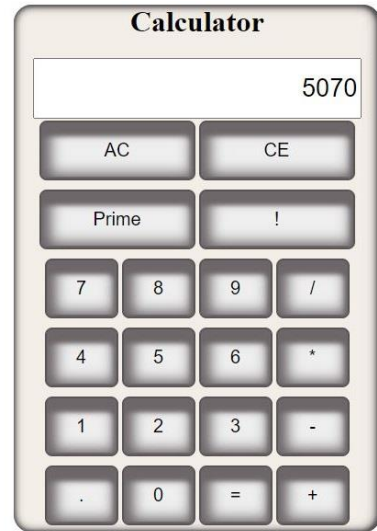 Calculator
5070
AC CE
Prime !
7 8 9 /
4 5 6 *
1 2 3 -
. 0 = +